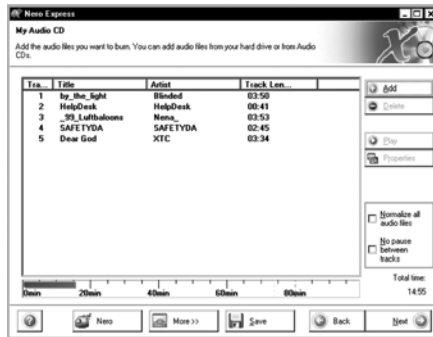 Nero Express
My Audio CD
Add the audio files you want to burn. You can add audio files from your hard drive or from Audio
CDs.
Tra... Title Artist Track Len...
1 by_the_light Blinded 03:50
2 HelpDesk HelpDesk 00:41
3 _99_Luftbaloons Nena_ 03:53
4 SAFETYDA SAFETYDA 02:45
5 Dear God XTC 03:34
Add
Delete
Play
Properties
Normalize all
audio files
No pause
between
tracks
Total time:
14:55
0min 20min 40min 60min 80min
Nero More >> Save Back Next